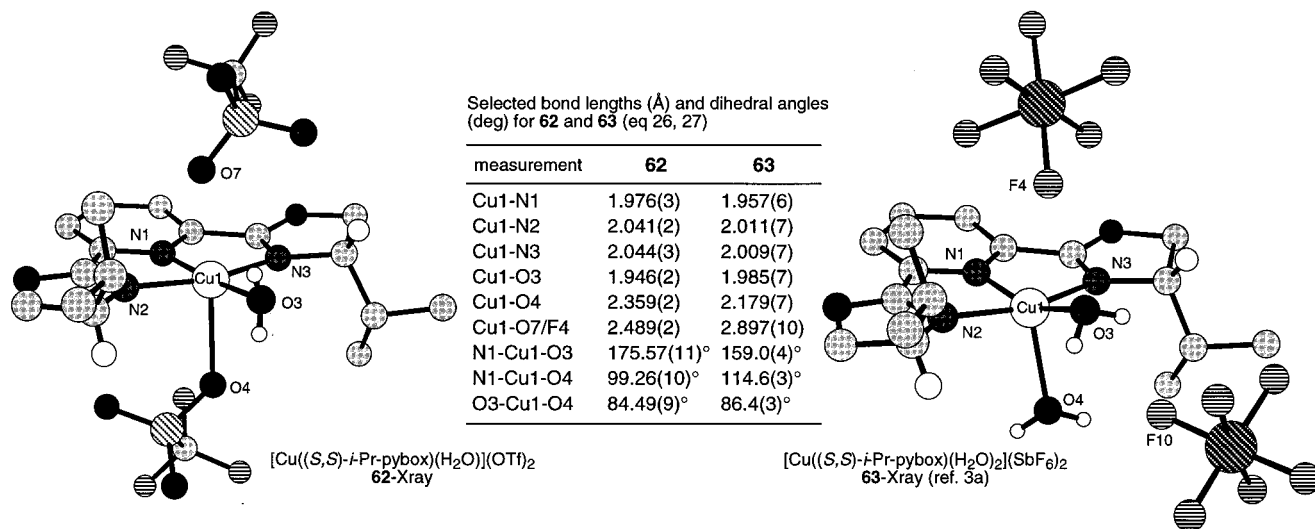 O7
N1
Cu1
N3
O3
N2
O4
[Cu((S,S)-i-Pr-pybox)(H2O)](OTf)2
62-Xray
Selected bond lengths (Å) and dihedral angles
(deg) for 62 and 63 (eq 26, 27)
measurement 62 63
Cu1-N1 1.976(3) 1.957(6)
Cu1-N2 2.041(2) 2.011(7)
Cu1-N3 2.044(3) 2.009(7)
Cu1-O3 1.946(2) 1.985(7)
Cu1-O4 2.359(2) 2.179(7)
Cu1-O7/F4 2.489(2) 2.897(10)
N1-Cu1-O3 175.57(11)° 159.0(4)°
N1-Cu1-O4 99.26(10)° 114.6(3)°
O3-Cu1-O4 84.49(9)° 86.4(3)°
F4
N1
N3
Cu1
N2
O3
O4
F10
[Cu((S,S)-i-Pr-pybox)(H2O)2](SbF6)2
63-Xray (ref. 3a)